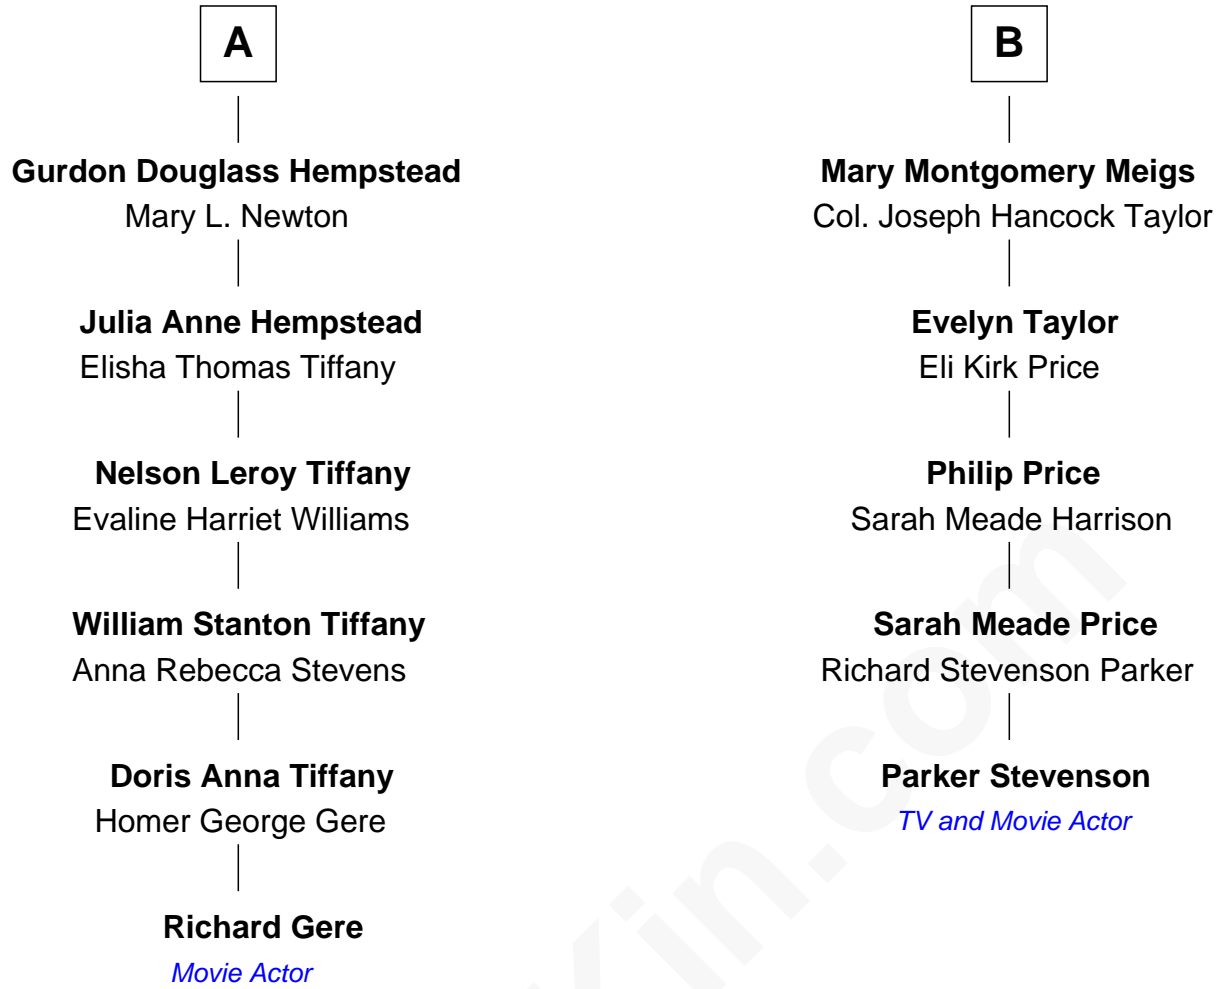 A
Gurdon Douglass Hempstead
Mary L. Newton
Julia Anne Hempstead
Elisha Thomas Tiffany
Nelson Leroy Tiffany
Evaline Harriet Williams
William Stanton Tiffany
Anna Rebecca Stevens
Doris Anna Tiffany
Homer George Gere
Richard Gere
Movie Actor
B
Mary Montgomery Meigs
Col. Joseph Hancock Taylor
Evelyn Taylor
Eli Kirk Price
Philip Price
Sarah Meade Harrison
Sarah Meade Price
Richard Stevenson Parker
Parker Stevenson
TV and Movie Actor
Kin.com